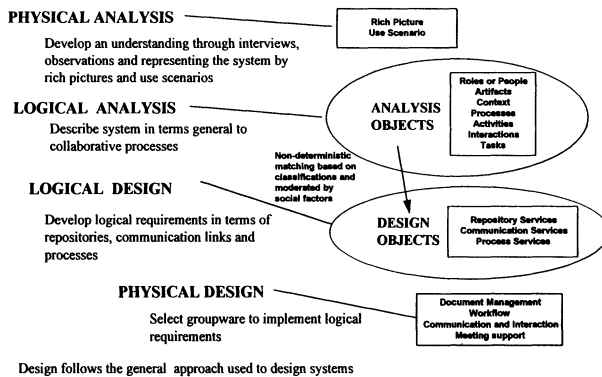 PHYSICAL ANALYSIS
Develop an understanding through interviews,
observations and representing the system by
rich pictures and use scenarios
Rich Picture
Use Scenario
LOGICAL ANALYSIS
Describe system in terms general to
collaborative processes
ANALYSIS
OBJECTS
Roles or People
Artifacts
Context
Processes
Activities
Interactions
Tasks
Non-deterministic
matching based on
classifications and
moderated by
social factors
LOGICAL DESIGN
Develop logical requirements in terms of
repositories, communication links and
processes
DESIGN
OBJECTS
Repository Services
Communication Services
Process Services
PHYSICAL DESIGN
Select groupware to implement logical
requirements
Document Management
Workflow
Communication and Interaction
Meeting support
Design follows the general approach used to design systems